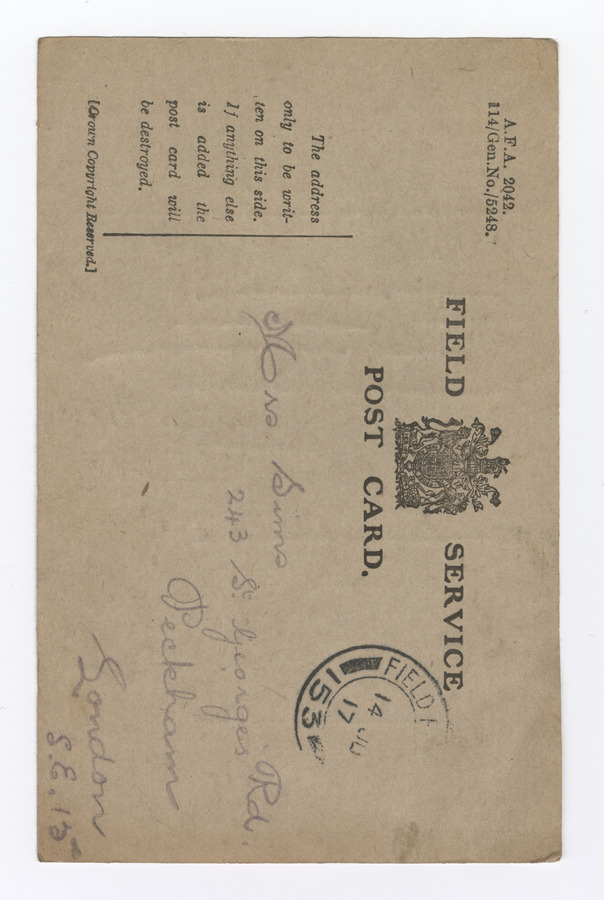 A.F.A. 2042.
114/Gen.No./5248.
FIELD SERVICE
POST CARD.
The address
only to be writ-
ten on this side.
If anything else
is added the
post card will
be destroyed.
[Crown Copyright Reserved.]
FIELD
14
17
153
Mrs. Sims
243 St Georges Rd.
Peckham
London
S.E. 15